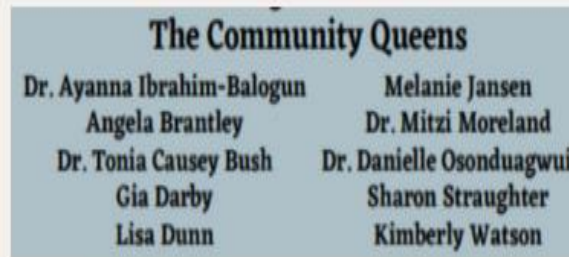 The Community Queens
Dr. Ayanna Ibrahim-Balogun
Angela Brantley
Dr. Tonia Causey Bush
Gia Darby
Lisa Dunn
Melanie Jansen
Dr. Mitzi Moreland
Dr. Danielle Osonduagwui
Sharon Straughter
Kimberly Watson